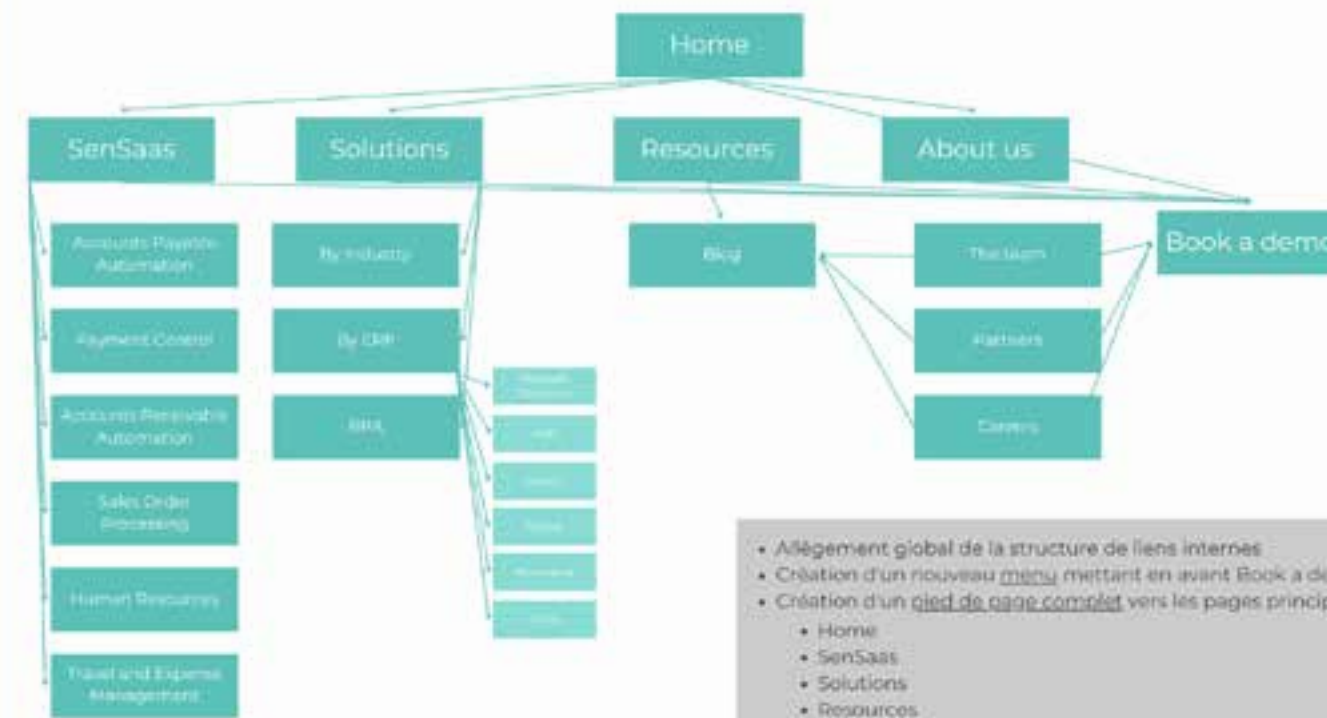 Home
SenSaas
Solutions
Resources
About us
Book a demo
Accounts Payable
Automation
By Industry
Blog
The team
Payment Control
By ERP
Partners
Accounts Receivable
Automation
Careers
Sales Order
Processing
Human Resources
Travel and Expense
Management
• Allègement global de la structure de liens internes
• Création d'un nouveau menu mettant en avant Book a de
• Création d'un pied de page complet vers les pages princip
• Home
• SenSaas
• Solutions
• Resources